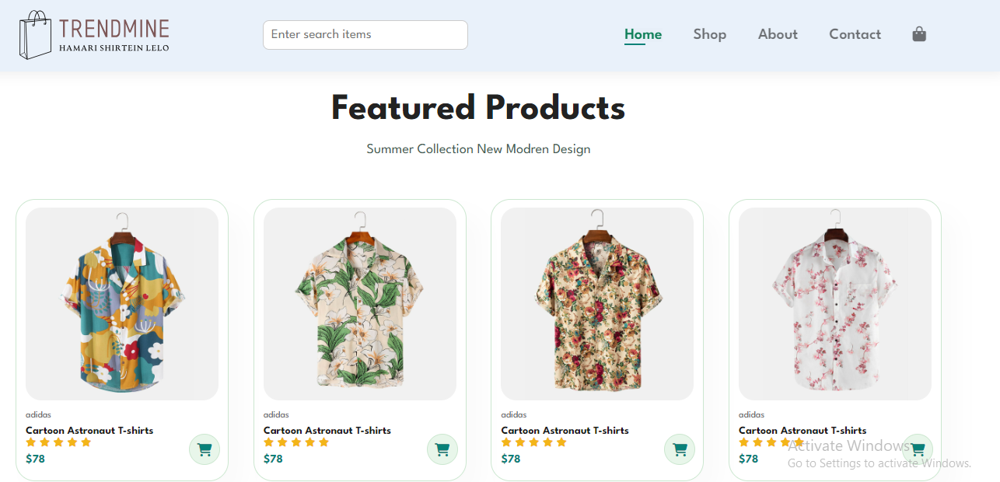 TRENDMINE
HAMARI SHIRTEIN LELO
Enter search items
Home Shop About Contact
Featured Products
Summer Collection New Modren Design
adidas
Cartoon Astronaut T-shirts
$78
adidas
Cartoon Astronaut T-shirts
$78
adidas
Cartoon Astronaut T-shirts
$78
adidas
Cartoon Astronaut T-shirts
$78
Activate Windows
Go to Settings to activate Windows.